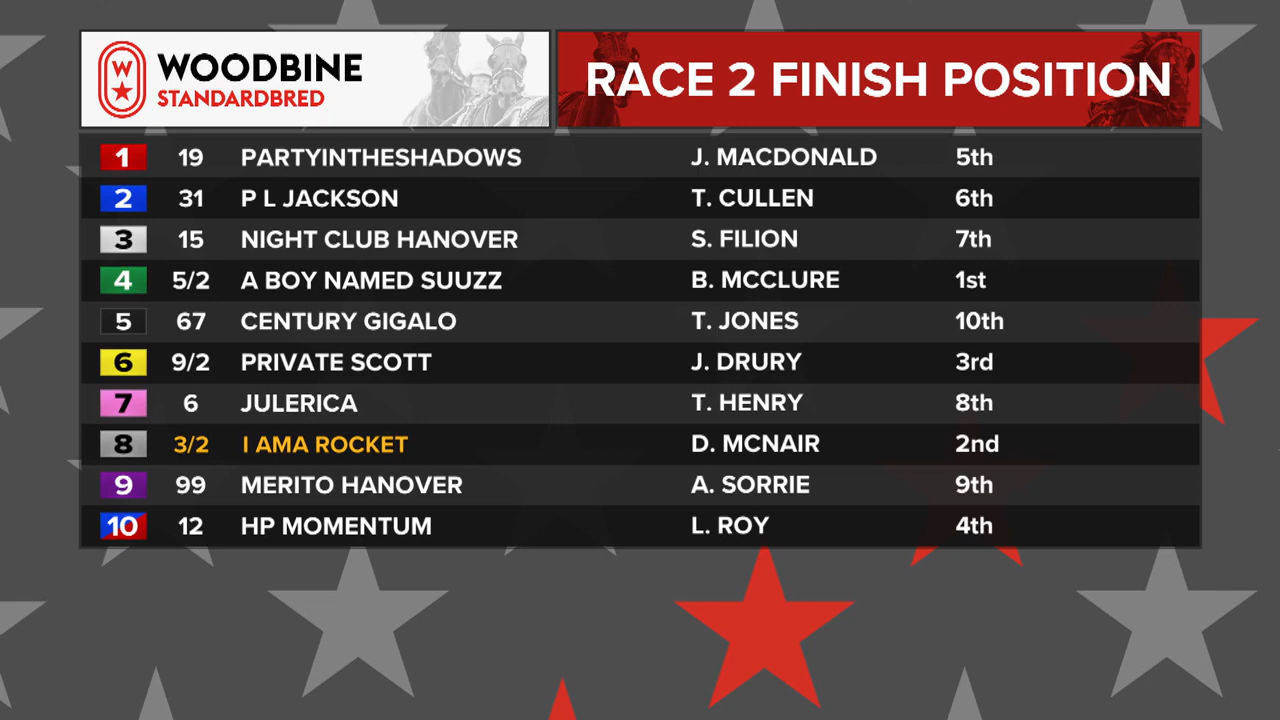 W
WOODBINE
STANDARDBRED
RACE 2 FINISH POSITION
1 19 PARTYINTHESHADOWS J. MACDONALD 5th
2 31 P L JACKSON T. CULLEN 6th
3 15 NIGHT CLUB HANOVER S. FILION 7th
4 5/2 A BOY NAMED SUUZZ B. MCCLURE 1st
5 67 CENTURY GIGALO T. JONES 10th
6 9/2 PRIVATE SCOTT J. DRURY 3rd
7 6 JULERICA T. HENRY 8th
8 3/2 I AMA ROCKET D. MCNAIR 2nd
9 99 MERITO HANOVER A. SORRIE 9th
10 12 HP MOMENTUM L. ROY 4th